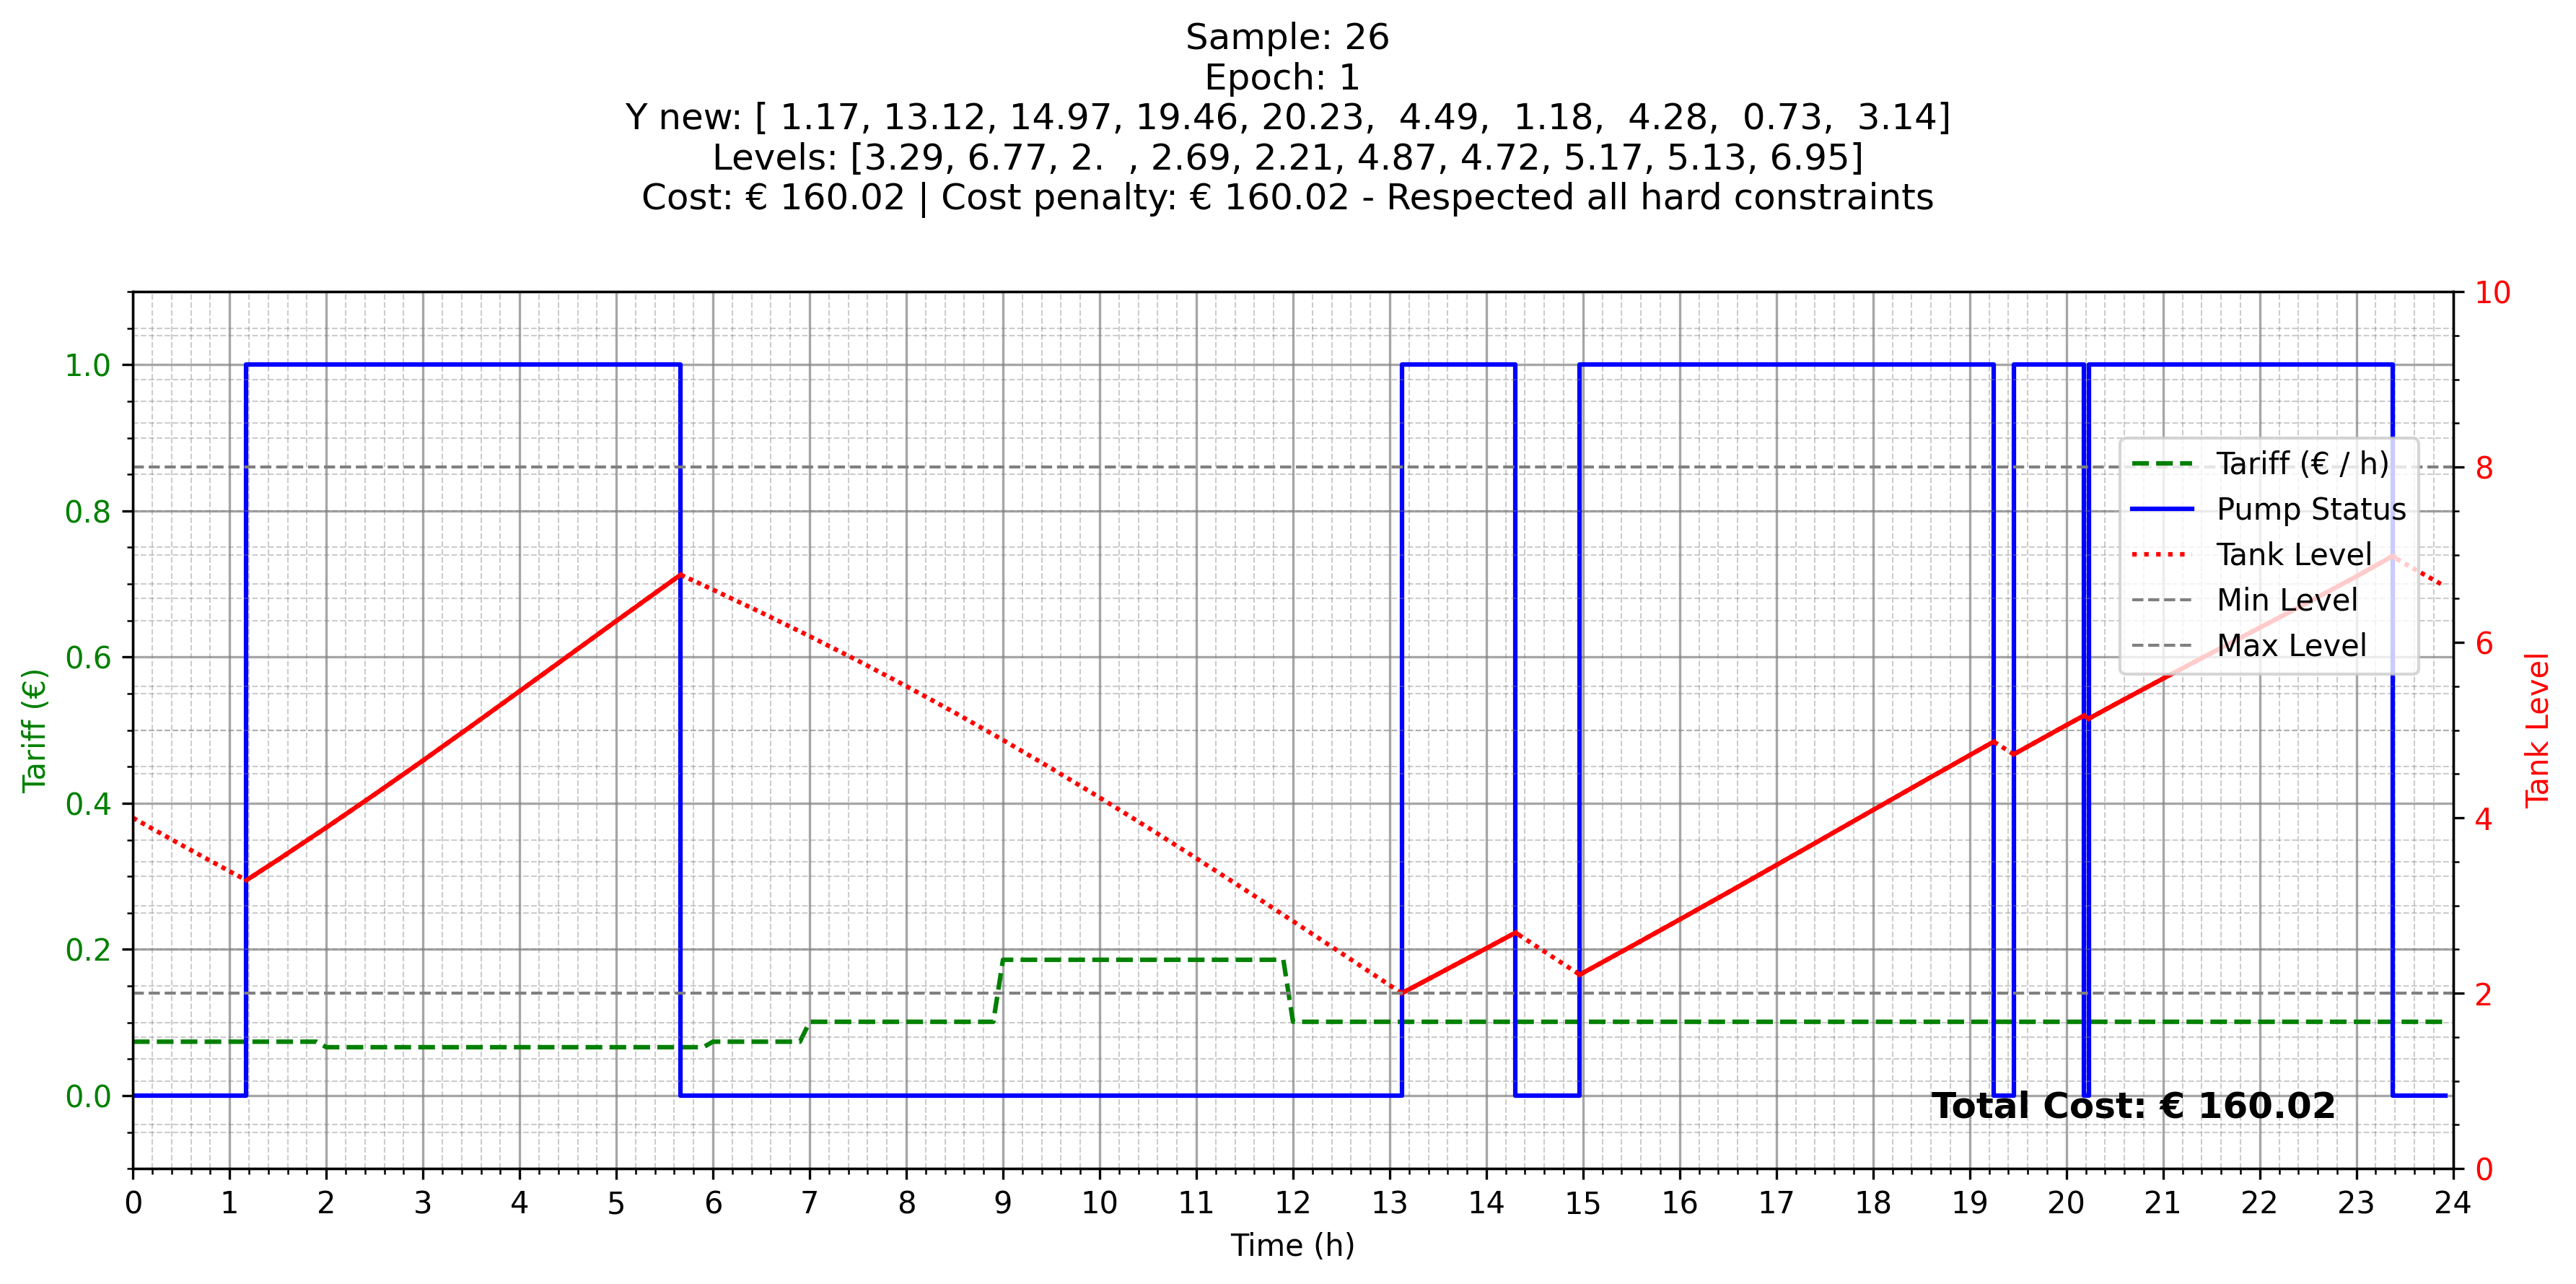 Sample: 26
Epoch: 1
Y new: [ 1.17, 13.12, 14.97, 19.46, 20.23,  4.49,  1.18,  4.28,  0.73,  3.14]
Levels: [3.29, 6.77, 2.  , 2.69, 2.21, 4.87, 4.72, 5.17, 5.13, 6.95]
Cost: € 160.02 | Cost penalty: € 160.02 - Respected all hard constraints
1.0
0.8
0.6
0.4
0.2
0.0
Tariff (€)
10
8
6
4
2
0
Tank Level
Tariff (€ / h)
Pump Status
Tank Level
Min Level
Max Level
Total Cost: € 160.02
0 1 2 3 4 5 6 7 8 9 10 11 12 13 14 15 16 17 18 19 20 21 22 23 24
Time (h)